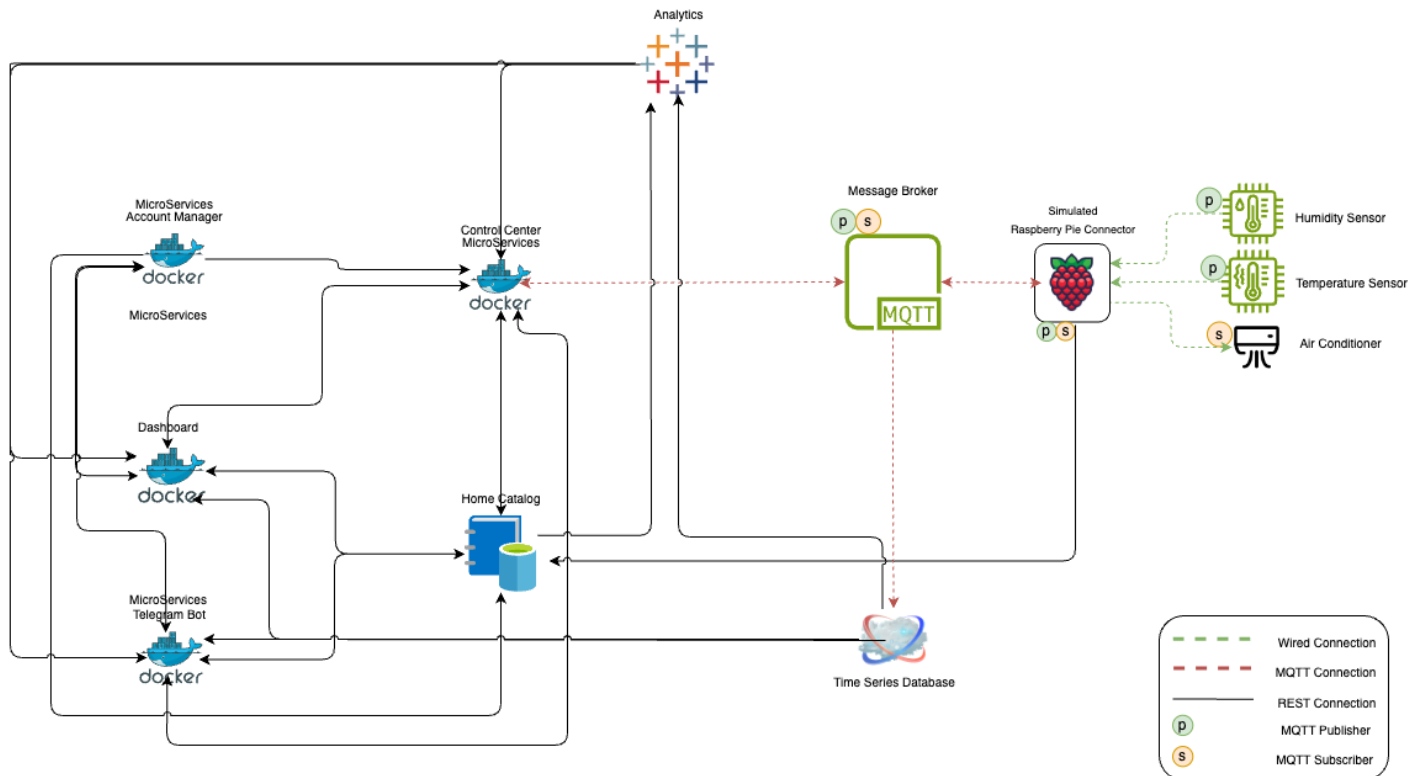 Analytics
MicroServices
Account Manager
docker
MicroServices
Control Center
MicroServices
docker
Message Broker
p
s
MQTT
Simulated
Raspberry Pie Connector
p
s
p
Humidity Sensor
p
Temperature Sensor
s
Air Conditioner
Dashboard
docker
Home Catalog
MicroServices
Telegram Bot
docker
Time Series Database
Wired Connection
MQTT Connection
REST Connection
p
MQTT Publisher
s
MQTT Subscriber